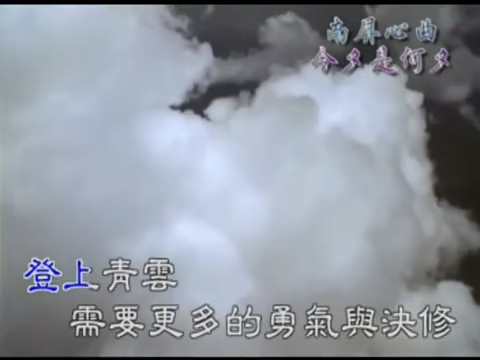 南屏心曲
今夕是何夕
登上青雲
需要更多的勇氣與決修